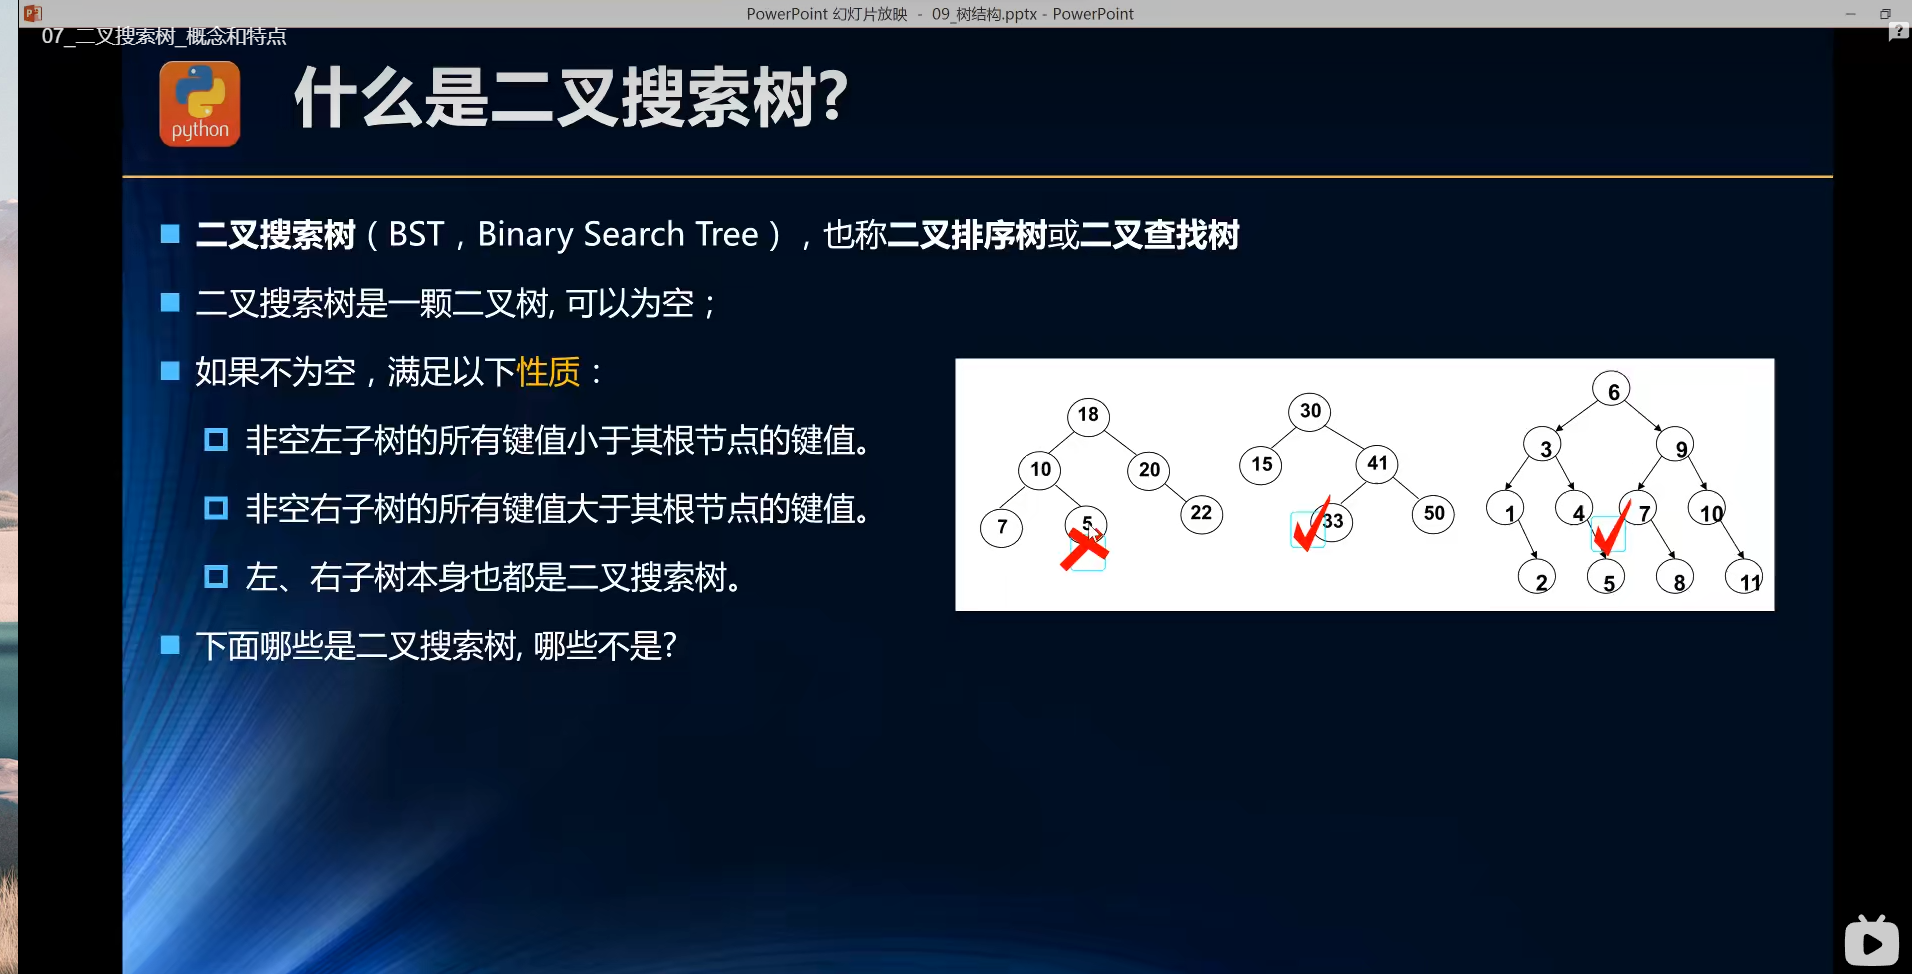 PowerPoint 幻灯片放映 - 09_树结构.pptx - PowerPoint
07_二叉搜索树_概念和特点
python
什么是二叉搜索树?
二叉搜索树（BST，Binary Search Tree），也称二叉排序树或二叉查找树
二叉搜索树是一颗二叉树, 可以为空；
如果不为空，满足以下性质：
非空左子树的所有键值小于其根节点的键值。
非空右子树的所有键值大于其根节点的键值。
左、右子树本身也都是二叉搜索树。
下面哪些是二叉搜索树, 哪些不是?
18
10 20
7 5 22
30
15 41
33 50
6
3 9
1 4 7 10
2 5 8 11